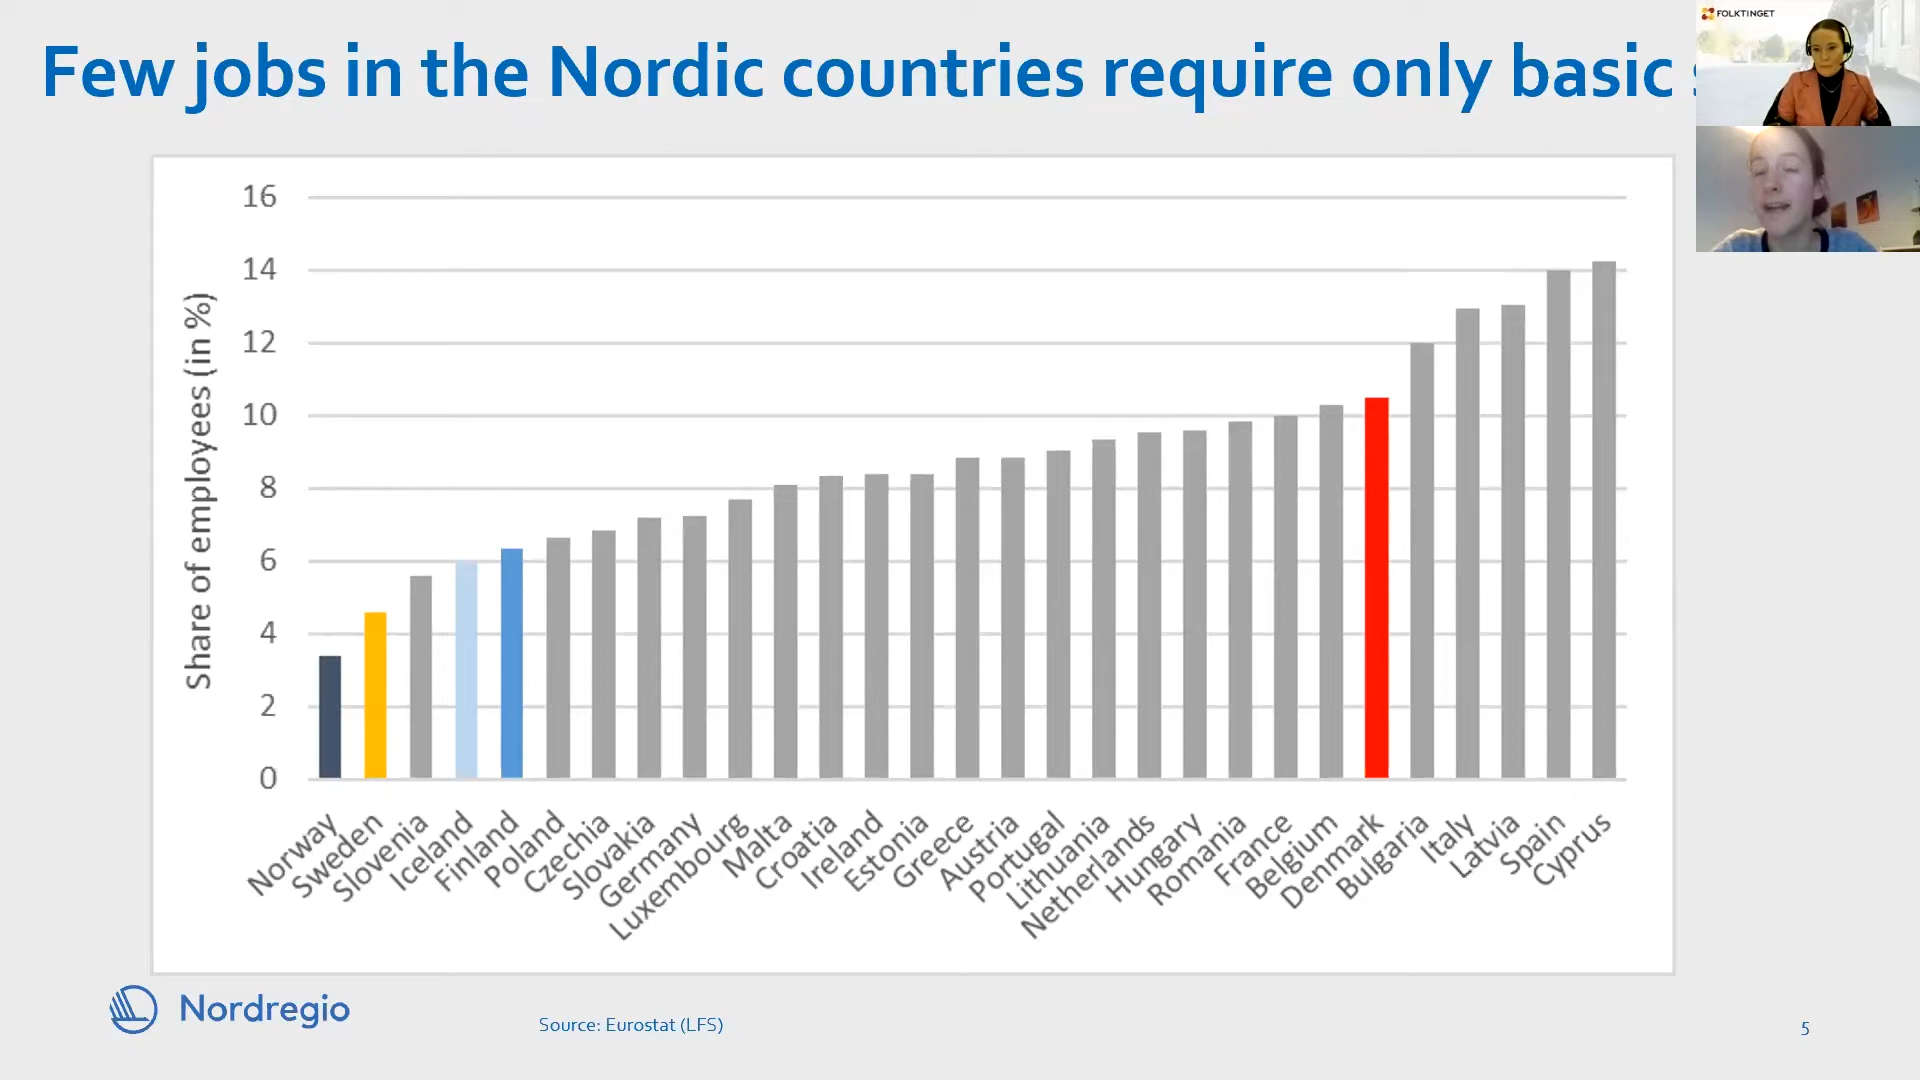 Few jobs in the Nordic countries require only basic
FOLKTINGET
16
14
12
10
8
6
4
2
0
Share of employees (in %)
Norway
Sweden
Slovenia
Iceland
Finland
Poland
Czechia
Slovakia
Germany
Luxembourg
Malta
Croatia
Ireland
Estonia
Greece
Austria
Portugal
Lithuania
Netherlands
Hungary
Romania
France
Belgium
Denmark
Bulgaria
Italy
Latvia
Spain
Cyprus
Nordregio
Source: Eurostat (LFS)
5